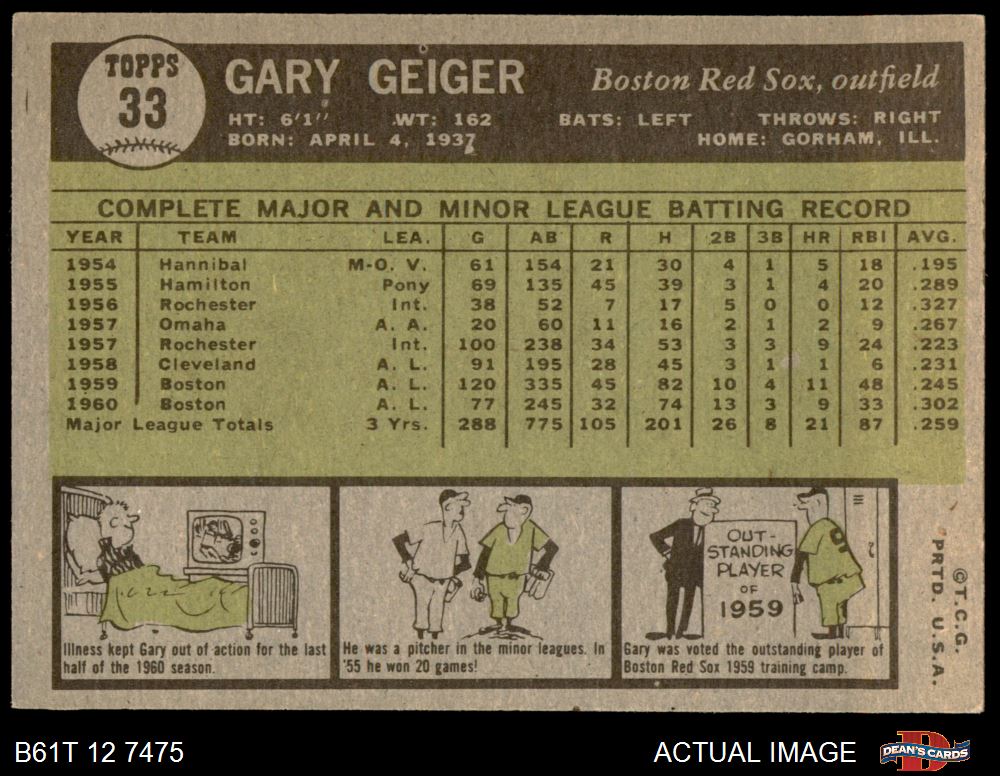 TOPPS
33
GARY GEIGER
Boston Red Sox, outfield
HT: 6'1" WT: 162 BATS: LEFT THROWS: RIGHT
BORN: APRIL 4, 1937 HOME: GORHAM, ILL.
COMPLETE MAJOR AND MINOR LEAGUE BATTING RECORD
YEAR TEAM LEA. G AB R H 2B 3B HR RBI AVG.
1954 Hannibal M-O. V. 61 154 21 30 4 1 5 18 .195
1955 Hamilton Pony 69 135 45 39 3 1 4 20 .289
1956 Rochester Int. 38 52 7 17 5 0 0 12 .327
1957 Omaha A. A. 20 60 11 16 2 1 2 9 .267
1957 Rochester Int. 100 238 34 53 3 3 9 24 .223
1958 Cleveland A. L. 91 195 28 45 3 1 1 6 .231
1959 Boston A. L. 120 335 45 82 10 4 11 48 .245
1960 Boston A. L. 77 245 32 74 13 3 9 33 .302
Major League Totals 3 Yrs. 288 775 105 201 26 8 21 87 .259
Illness kept Gary out of action for the last
half of the 1960 season.
He was a pitcher in the minor leagues. In
'55 he won 20 games!
OUT-
STANDING
PLAYER
OF
1959
9
Gary was voted the outstanding player of
Boston Red Sox 1959 training camp.
©T.C.G.
PRTD. U.S.A.
B61T 12 7475
ACTUAL IMAGE
DEAN'S CARDS